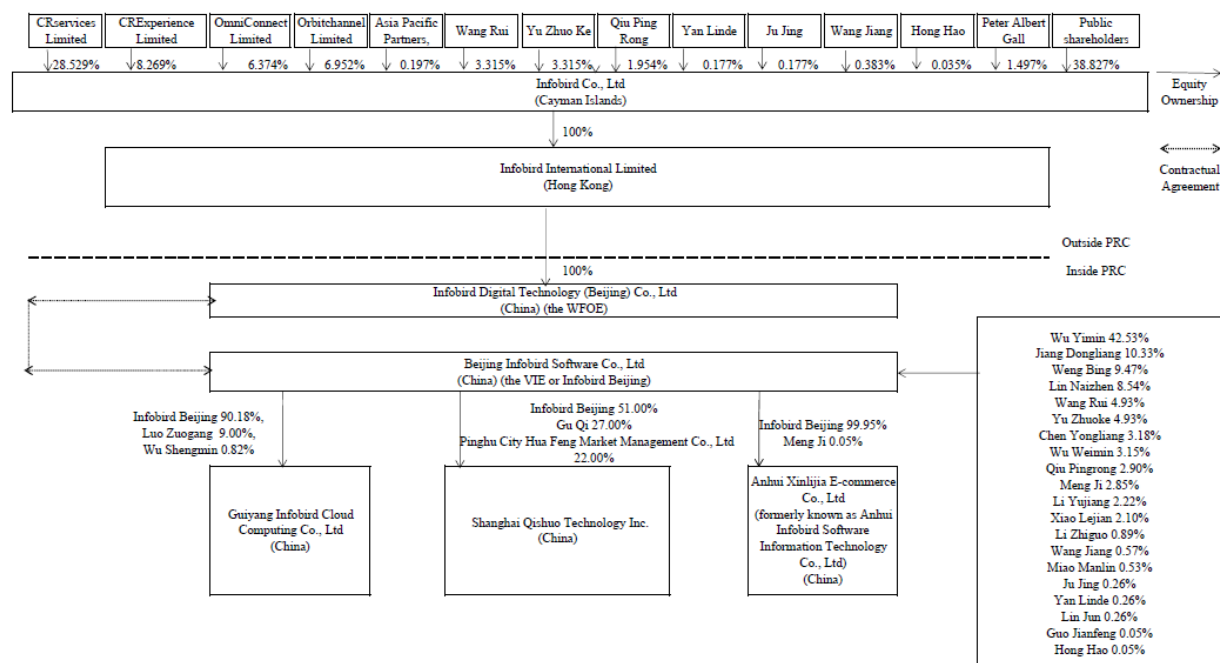 CRservices
Limited
CRExperience
Limited
OmniConnect
Limited
Orbitchannel
Limited
Asia Pacific
Partners,
Wang Rui
Yu Zhuo Ke
Qiu Ping
Rong
Yan Linde
Ju Jing
Wang Jiang
Hong Hao
Peter Albert
Gall
Public
shareholders
28.529%
8.269%
6.374%
6.952%
0.197%
3.315%
3.315%
1.954%
0.177%
0.177%
0.383%
0.035%
1.497%
38.827%
Infobird Co., Ltd
(Cayman Islands)
Equity
Ownership
100%
Infobird International Limited
(Hong Kong)
Contractual
Agreement
Outside PRC
100%
Inside PRC
Infobird Digital Technology (Beijing) Co., Ltd
(China) (the WFOE)
Beijing Infobird Software Co., Ltd
(China) (the VIE or Infobird Beijing)
Wu Yimin 42.53%
Jiang Dongliang 10.33%
Weng Bing 9.47%
Lin Naizhen 8.54%
Wang Rui 4.93%
Yu Zhuoke 4.93%
Chen Yongliang 3.18%
Wu Weimin 3.15%
Qiu Pingrong 2.90%
Meng Ji 2.85%
Li Yujiang 2.22%
Xiao Lejian 2.10%
Li Zhiguo 0.89%
Wang Jiang 0.57%
Miao Manlin 0.53%
Ju Jing 0.26%
Yan Linde 0.26%
Lin Jun 0.26%
Guo Jianfeng 0.05%
Hong Hao 0.05%
Infobird Beijing 90.18%,
Luo Zuogang 9.00%,
Wu Shengmin 0.82%
Infobird Beijing 51.00%
Gu Qi 27.00%
Pinghu City Hua Feng Market Management Co., Ltd
22.00%
Infobird Beijing 99.95%
Meng Ji 0.05%
Guiyang Infobird Cloud
Computing Co., Ltd
(China)
Shanghai Qishuo Technology Inc.
(China)
Anhui Xinlijia E-commerce
Co., Ltd
(formerly known as Anhui
Infobird Software
Information Technology
Co., Ltd)
(China)